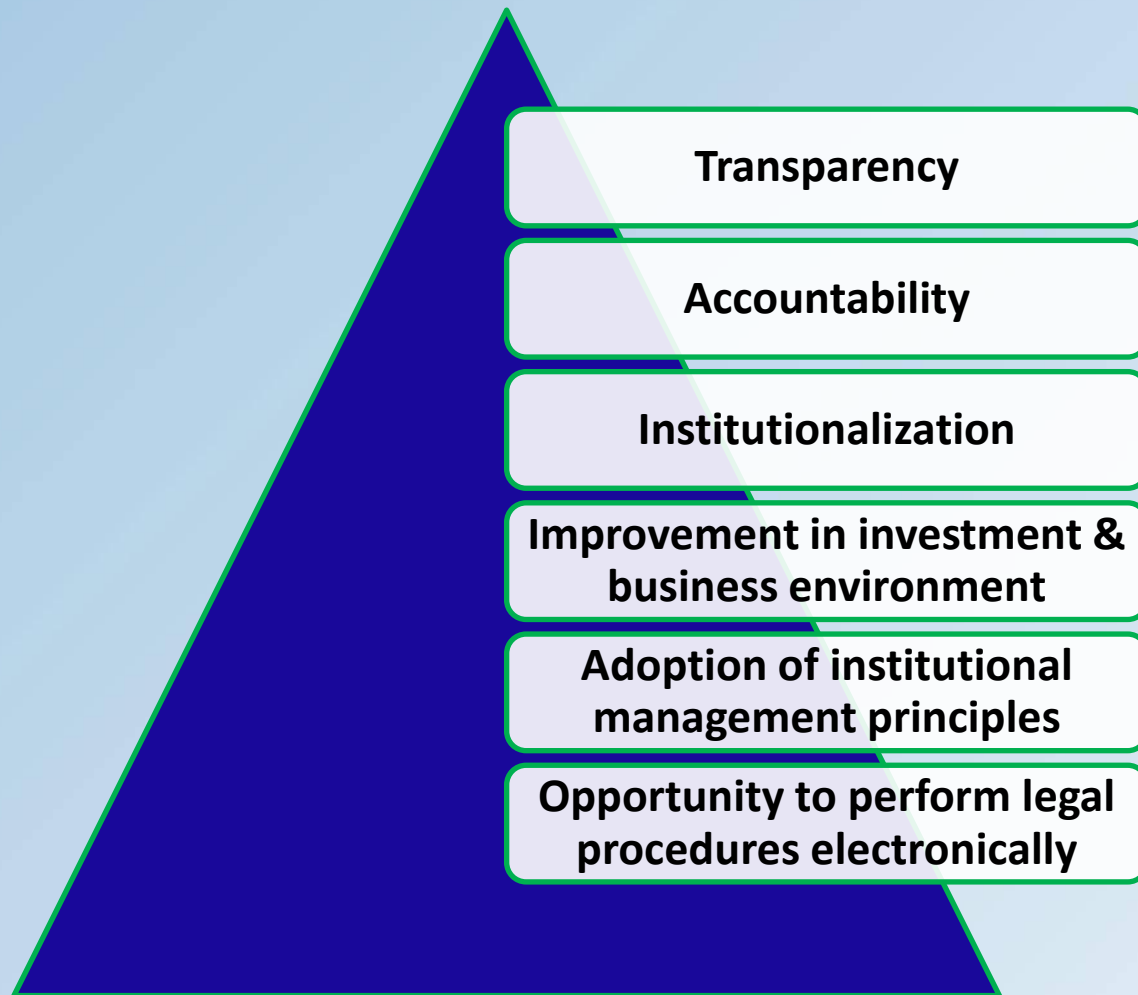 Transparency
Accountability
Institutionalization
Improvement in investment &
business environment
Adoption of institutional
management principles
Opportunity to perform legal
procedures electronically